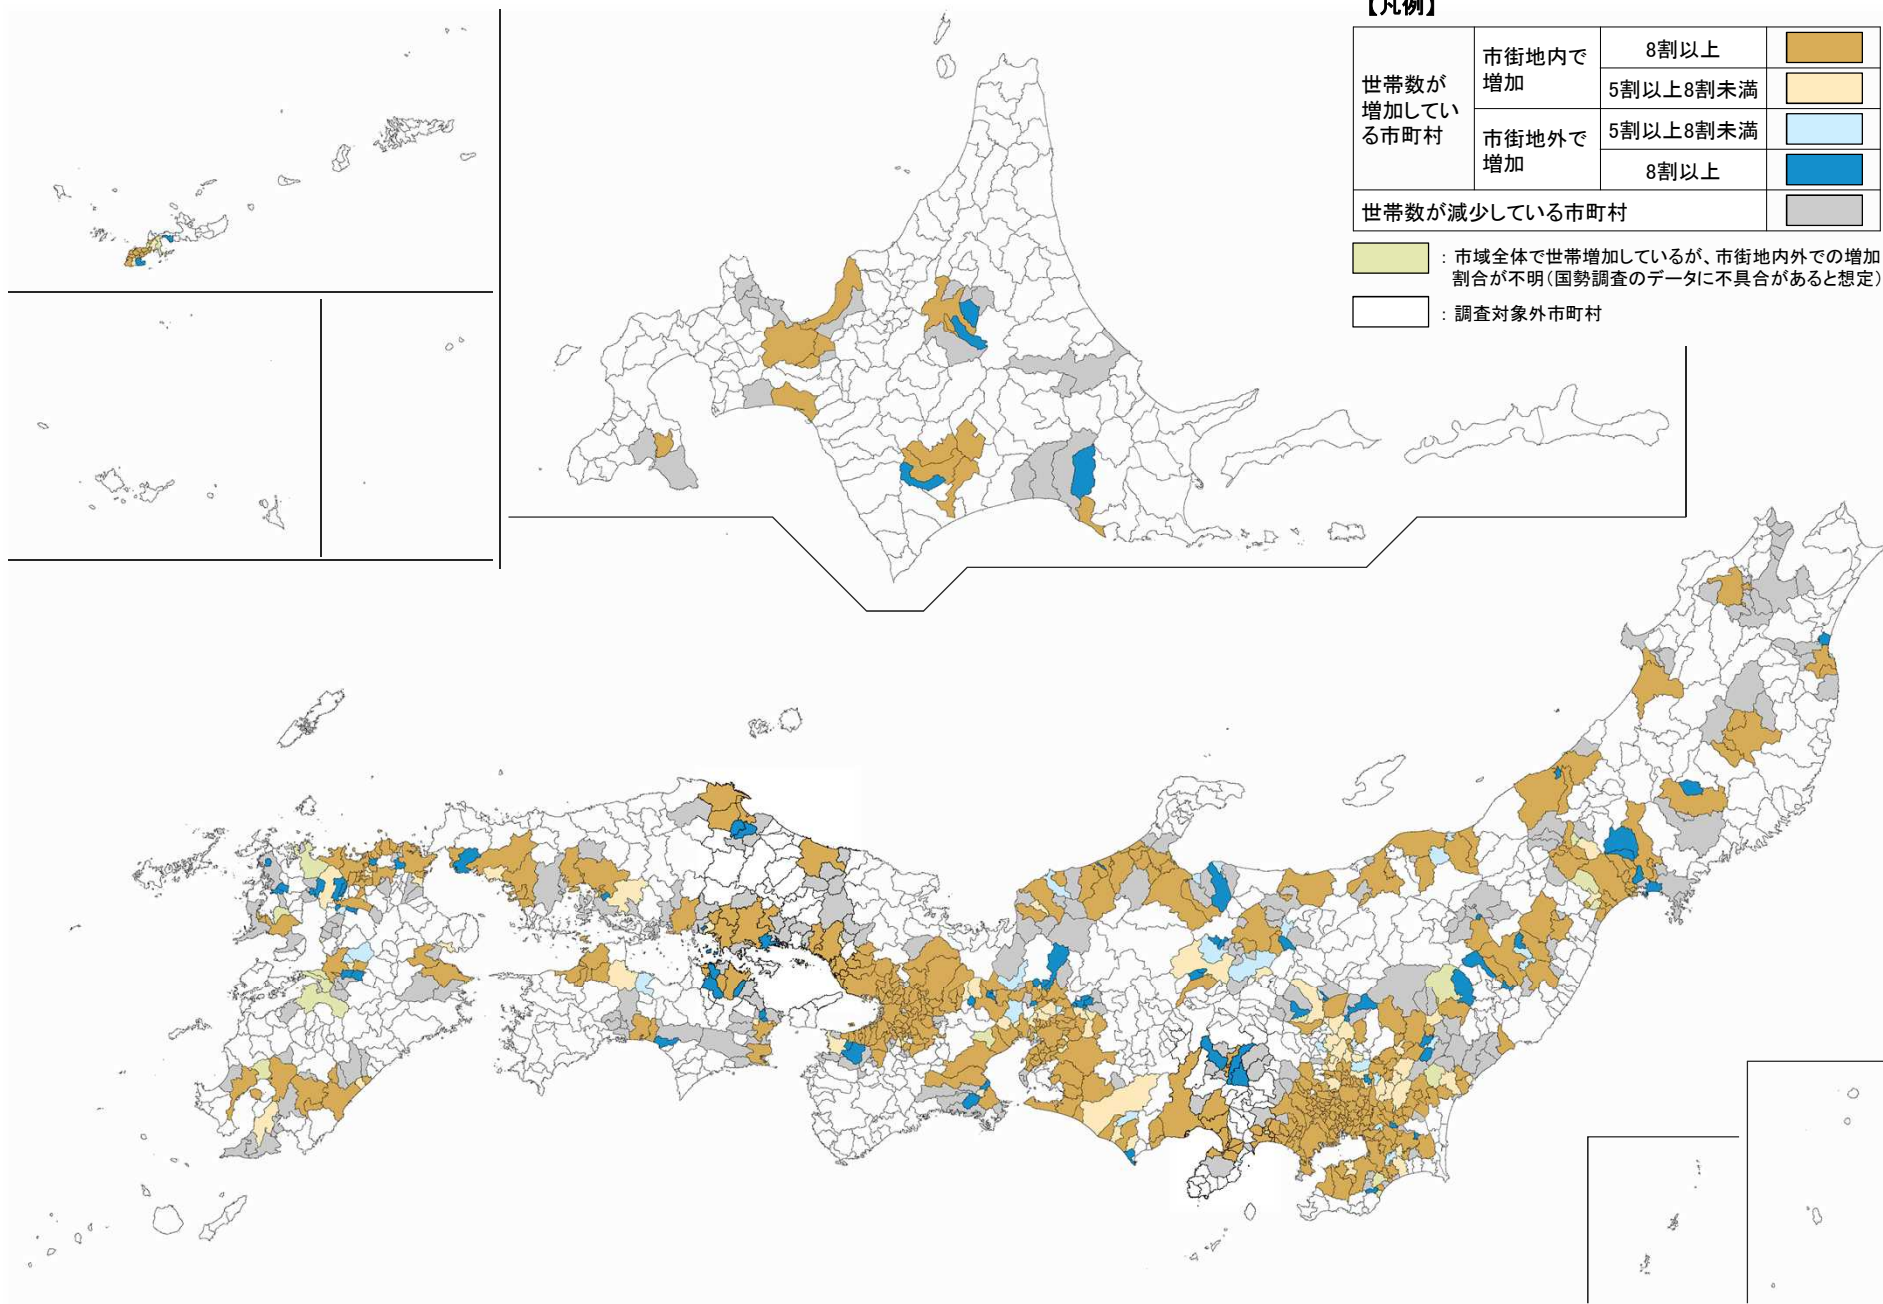 【凡例】
世帯数が
増加してい
る市町村
市街地内で
増加
8割以上
5割以上8割未満
市街地外で
増加
5割以上8割未満
8割以上
世帯数が減少している市町村
：市域全体で世帯増加しているが、市街地内外での増加
割合が不明（国勢調査のデータに不具合があると想定）
：調査対象外市町村